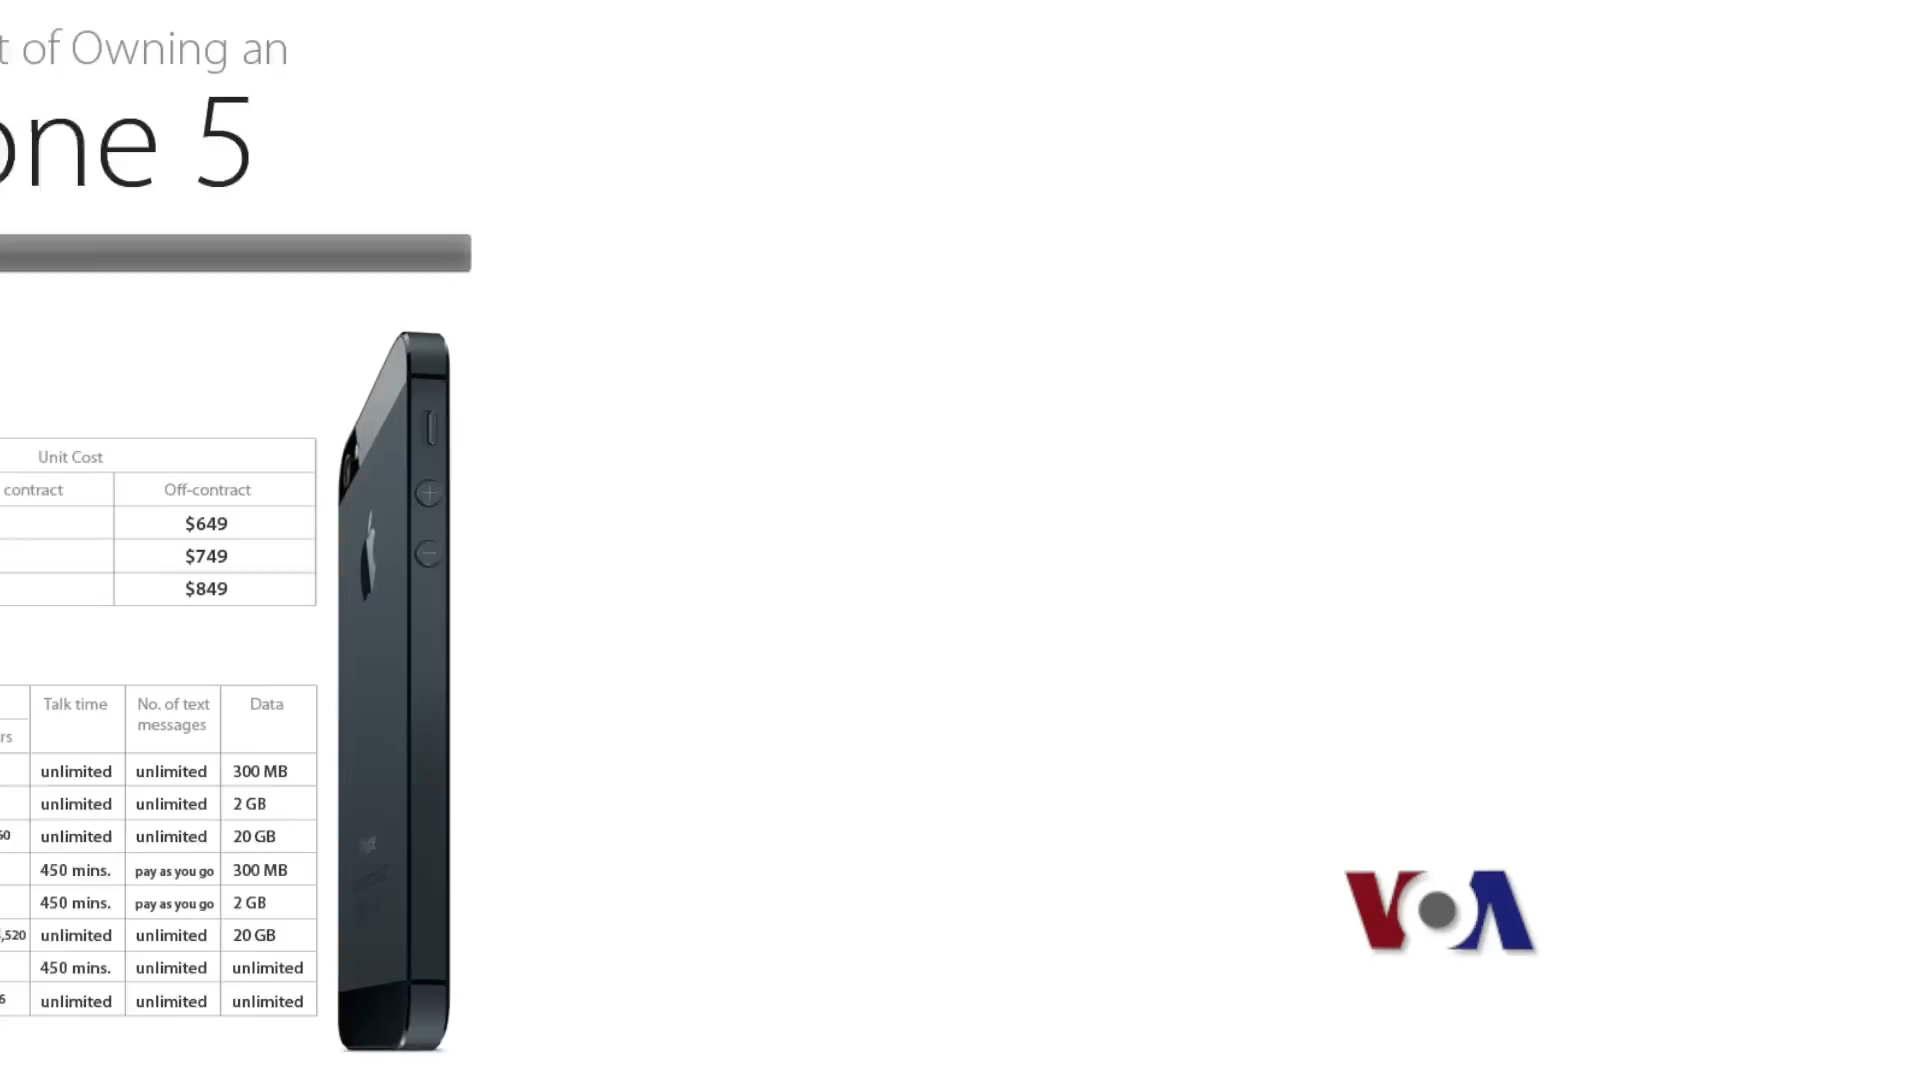 t of Owning an
one 5
Unit Cost
contract Off-contract
$649
$749
$849
Talk time No. of text messages Data
rs
unlimited unlimited 300 MB
unlimited unlimited 2 GB
60 unlimited unlimited 20 GB
450 mins. pay as you go 300 MB
450 mins. pay as you go 2 GB
,520 unlimited unlimited 20 GB
450 mins. unlimited unlimited
6 unlimited unlimited unlimited
VOA